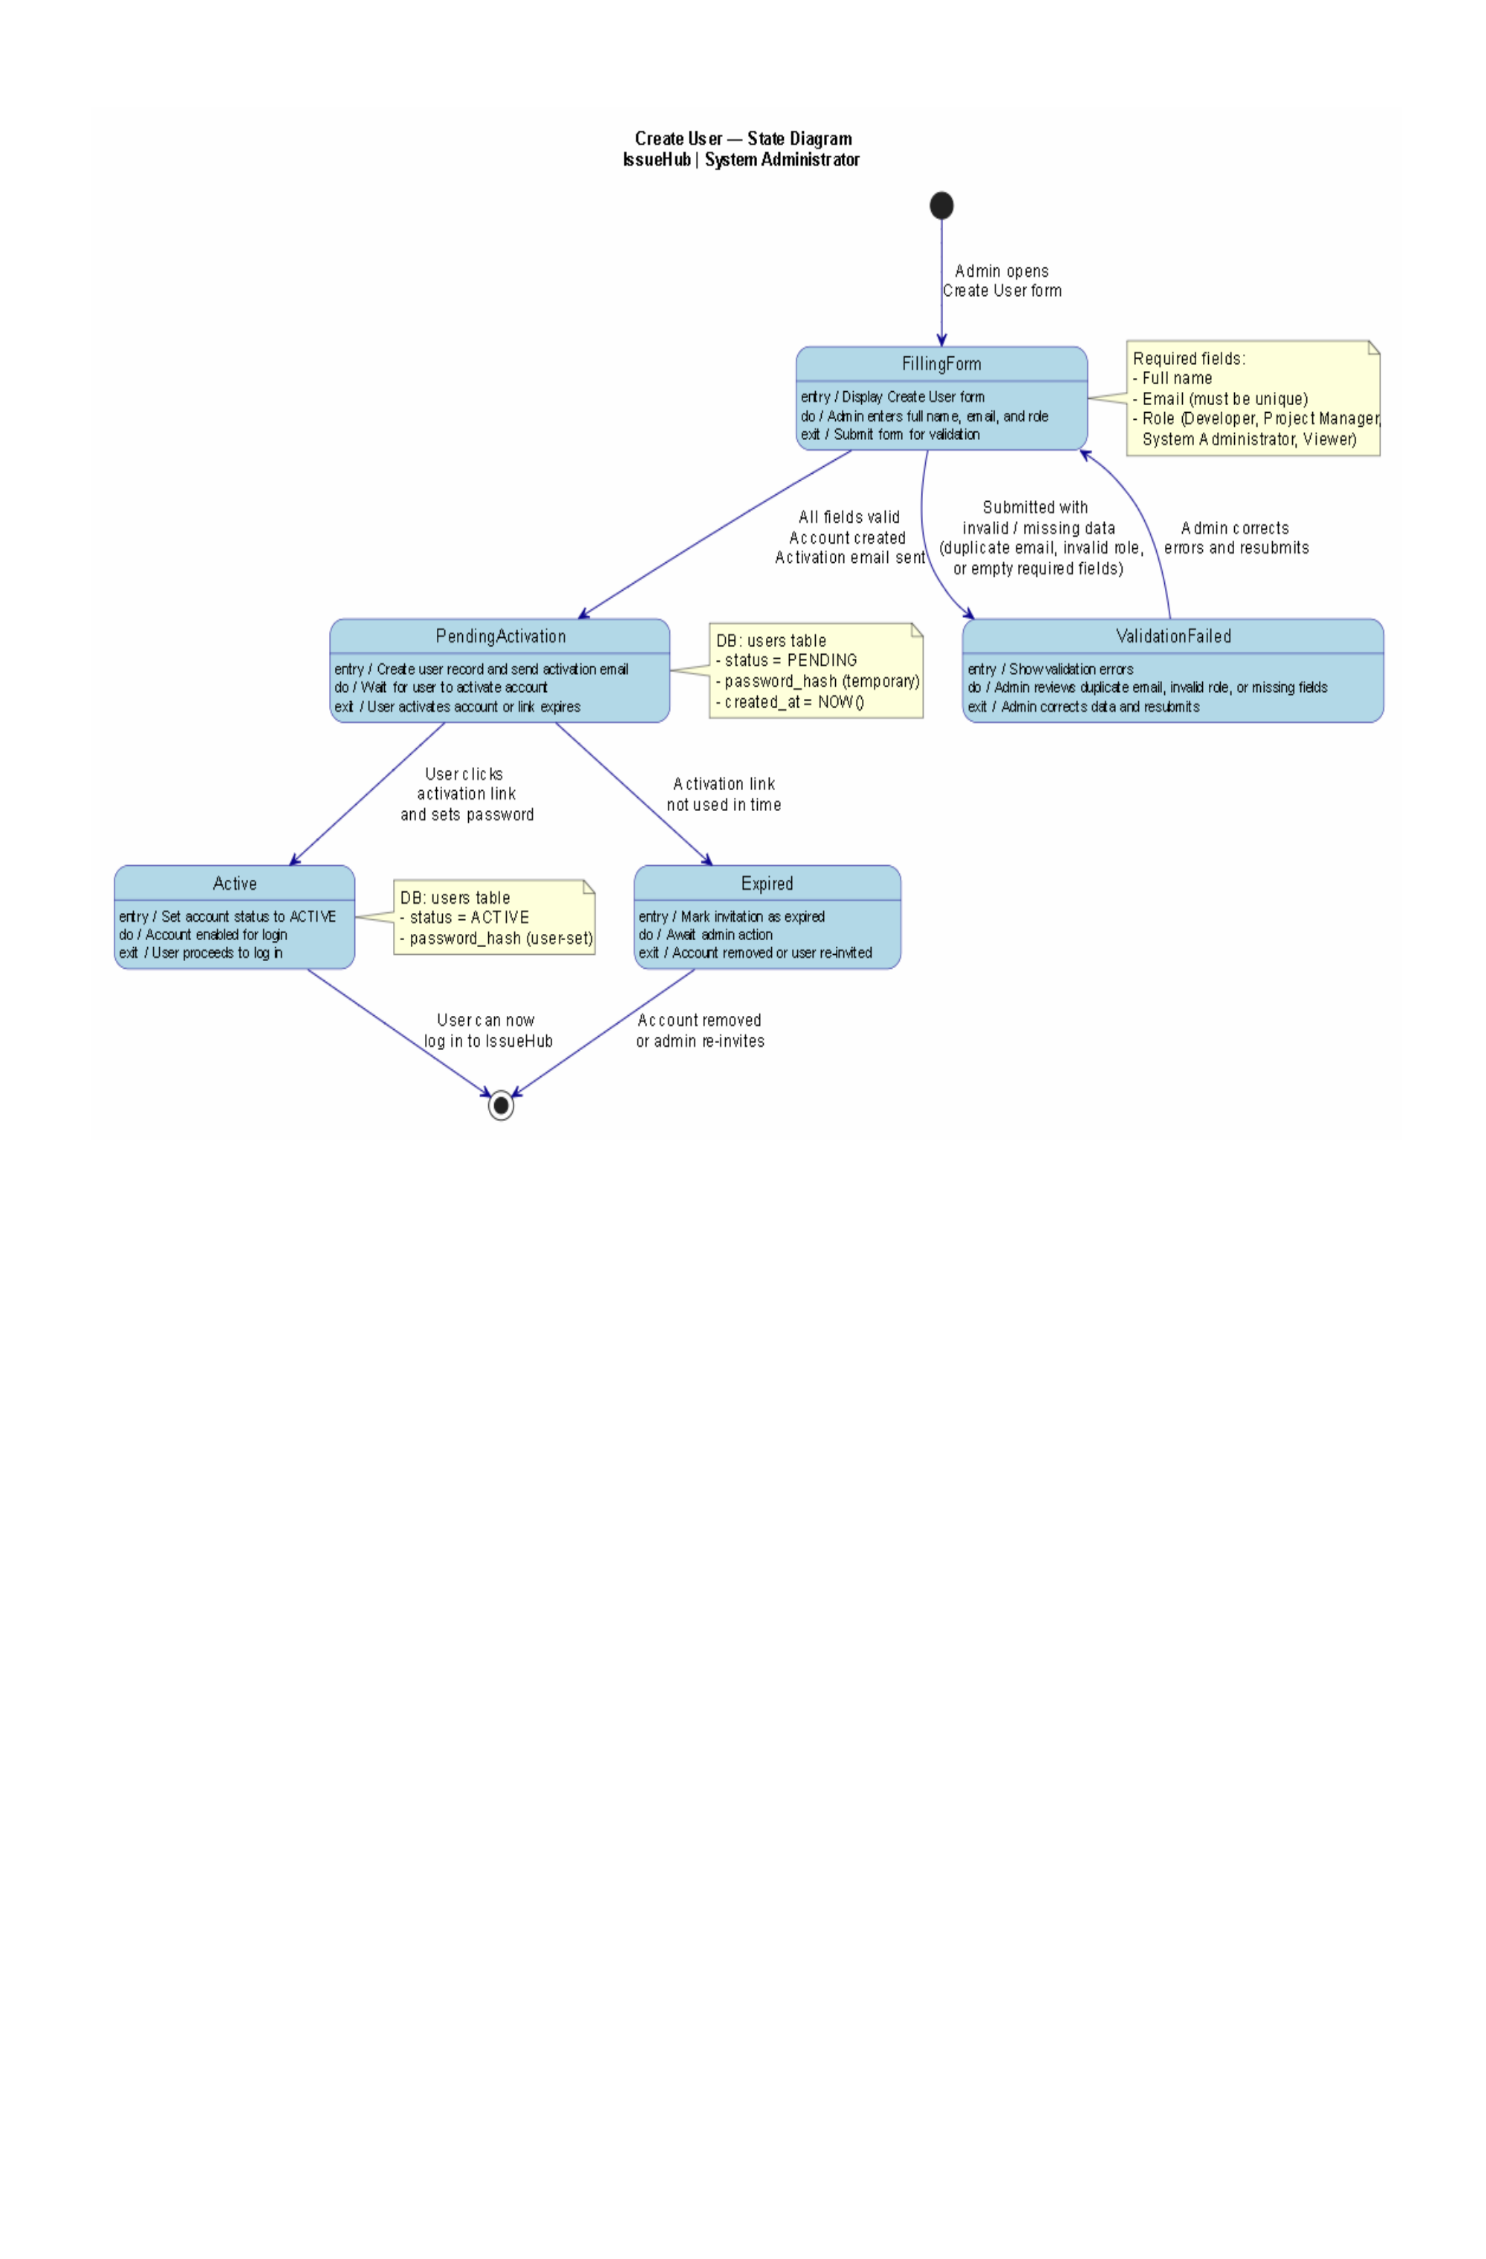 Create User — State Diagram
IssueHub | System Administrator
Admin opens
Create User form
FillingForm
entry / Display Create User form
do / Admin enters full name, email, and role
exit / Submit form for validation
Required fields:
- Full name
- Email (must be unique)
- Role (Developer, Project Manager,
System Administrator, Viewer)
All fields valid
Account created
Activation email sent
Submitted with
invalid / missing data
(duplicate email, invalid role,
or empty required fields)
Admin corrects
errors and resubmits
PendingActivation
entry / Create user record and send activation email
do / Wait for user to activate account
exit / User activates account or link expires
DB: users table
- status = PENDING
- password_hash (temporary)
- created_at = NOW()
ValidationFailed
entry / Show validation errors
do / Admin reviews duplicate email, invalid role, or missing fields
exit / Admin corrects data and resubmits
User clicks
activation link
and sets password
Activation link
not used in time
Active
entry / Set account status to ACTIVE
do / Account enabled for login
exit / User proceeds to log in
DB: users table
- status = ACTIVE
- password_hash (user-set)
Expired
entry / Mark invitation as expired
do / Await admin action
exit / Account removed or user re-invited
User can now
log in to IssueHub
Account removed
or admin re-invites